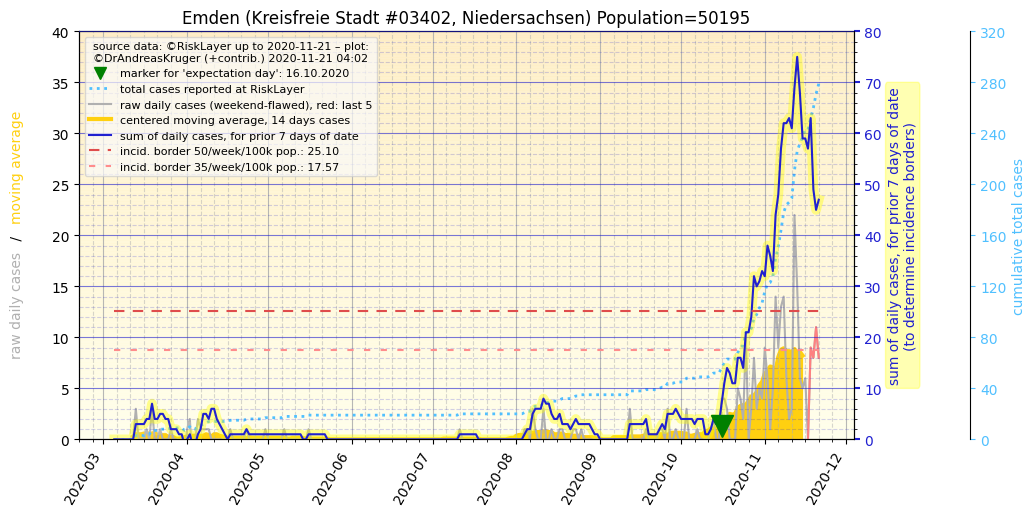 Emden (Kreisfreie Stadt #03402, Niedersachsen) Population=50195
source data: ©RiskLayer up to 2020-11-21 – plot:
©DrAndreasKruger (+contrib.) 2020-11-21 04:02
marker for 'expectation day': 16.10.2020
total cases reported at RiskLayer
raw daily cases (weekend-flawed), red: last 5
centered moving average, 14 days cases
sum of daily cases, for prior 7 days of date
incid. border 50/week/100k pop.: 25.10
incid. border 35/week/100k pop.: 17.57
raw daily cases / moving average
40
35
30
25
20
15
10
5
0
2020-03
2020-04
2020-05
2020-06
2020-07
2020-08
2020-09
2020-10
2020-11
2020-12
80
70
60
50
40
30
20
10
0
sum of daily cases, for prior 7 days of date
(to determine incidence borders)
320
280
240
200
160
120
80
40
0
cumulative total cases